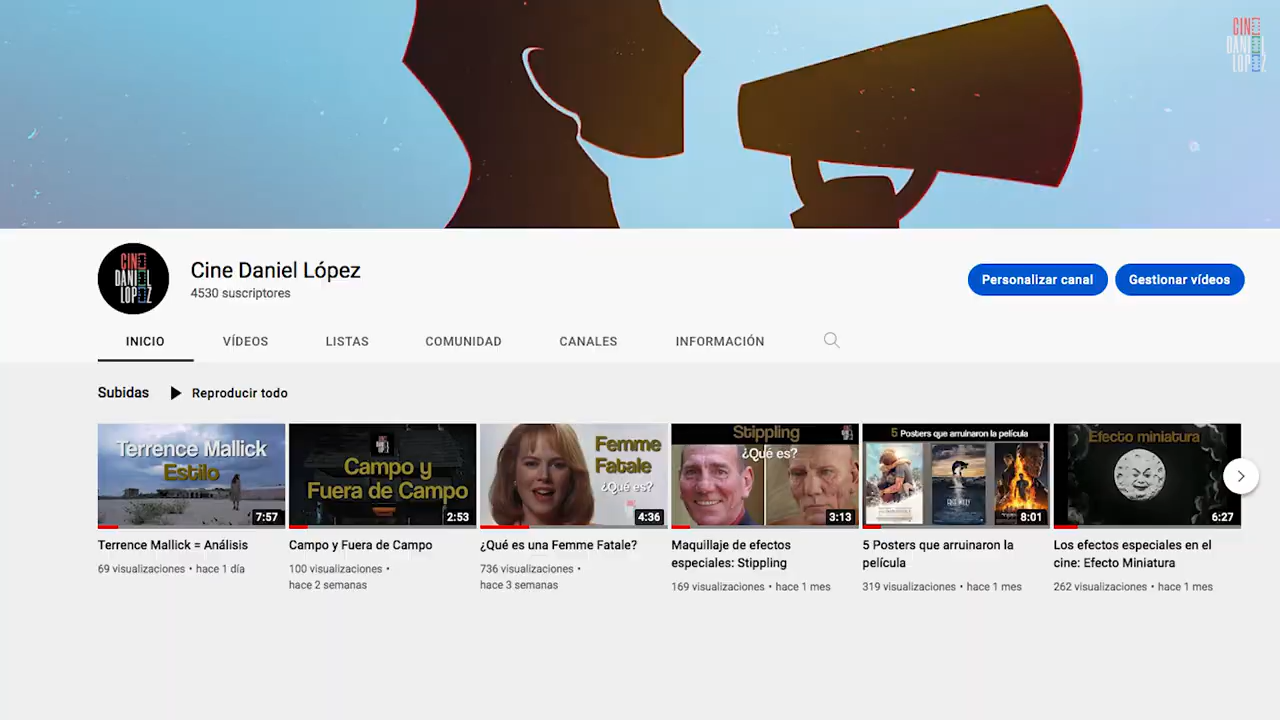 CINE
DANIEL
LOPEZ
CINE
DANIEL
LOPEZ
Cine Daniel López
4530 suscriptores
Personalizar canal
Gestionar vídeos
INICIO
VÍDEOS
LISTAS
COMUNIDAD
CANALES
INFORMACIÓN
Subidas
Reproducir todo
Terrence Mallick
Estilo
7:57
Campo y
Fuera de Campo
2:53
Femme
Fatale
¿Qué es?
4:36
Stippling
¿Qué es?
3:13
5 Posters que arruinaron la película
8:01
Efecto miniatura
6:27
Terrence Mallick = Análisis
69 visualizaciones • hace 1 día
Campo y Fuera de Campo
100 visualizaciones •
hace 2 semanas
¿Qué es una Femme Fatale?
736 visualizaciones •
hace 3 semanas
Maquillaje de efectos
especiales: Stippling
169 visualizaciones • hace 1 mes
5 Posters que arruinaron la
película
319 visualizaciones • hace 1 mes
Los efectos especiales en el
cine: Efecto Miniatura
262 visualizaciones • hace 1 mes